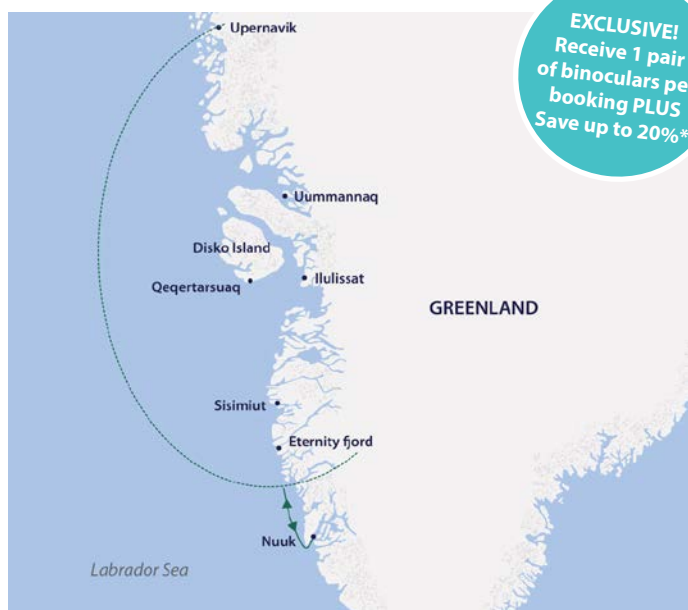 EXCLUSIVE!
Receive 1 pair
of binoculars pe
booking PLUS
Save up to 20%*
Upernavik
Uummannaq
Disko Island
Qeqertarsuaq
Ilulissat
GREENLAND
Sisimiut
Eternity fjord
Nuuk
Labrador Sea